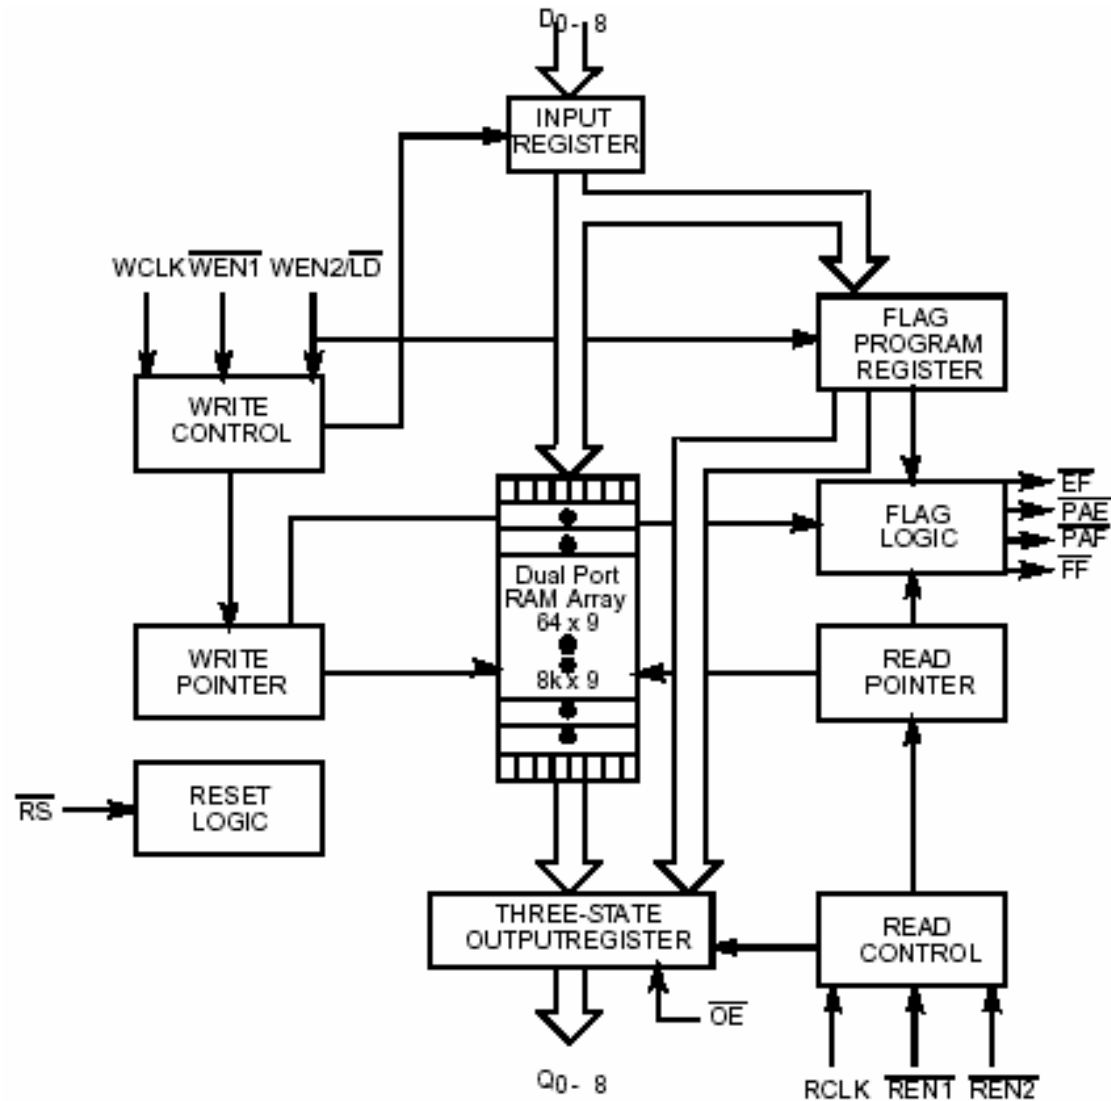 D0-8
INPUT
REGISTER
WCLK WEN1 WEN2/LD
FLAG
PROGRAM
REGISTER
WRITE
CONTROL
EF
PAE
PAF
FF
FLAG
LOGIC
Dual Port
RAM Array
64 x 9
8k x 9
WRITE
POINTER
READ
POINTER
RS
RESET
LOGIC
THREE-STATE
OUTPUTREGISTER
READ
CONTROL
OE
Q0-8
RCLK REN1 REN2